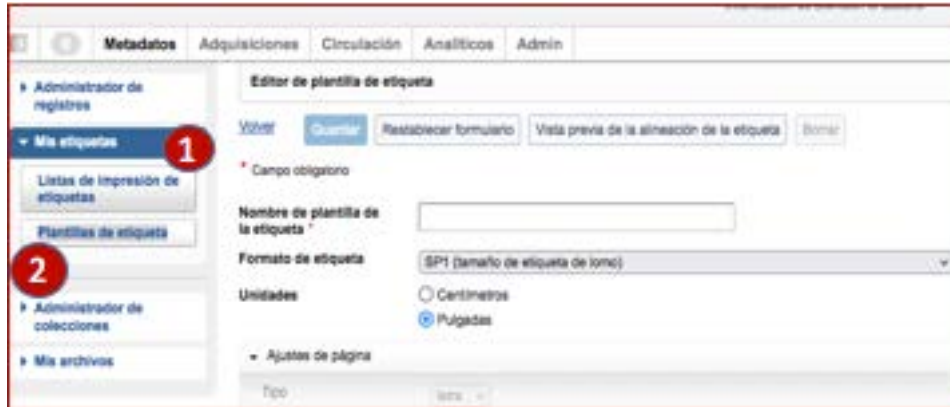 Metadatos Adquisiciones Circulación Analíticos Admin
Administrador de
registros
Mis etiquetas
1
Listas de impresión de
etiquetas
Plantillas de etiqueta
2
Administrador de
colecciones
Mis archivos
Editor de plantilla de etiqueta
Volver Guardar Restablecer formulario Vista previa de la alineación de la etiqueta Borrar
* Campo obligatorio
Nombre de plantilla de
la etiqueta *
Formato de etiqueta SP1 (tamaño de etiqueta de lomo)
Unidades Centímetros
Pulgadas
Ajustes de página
Tipo letra